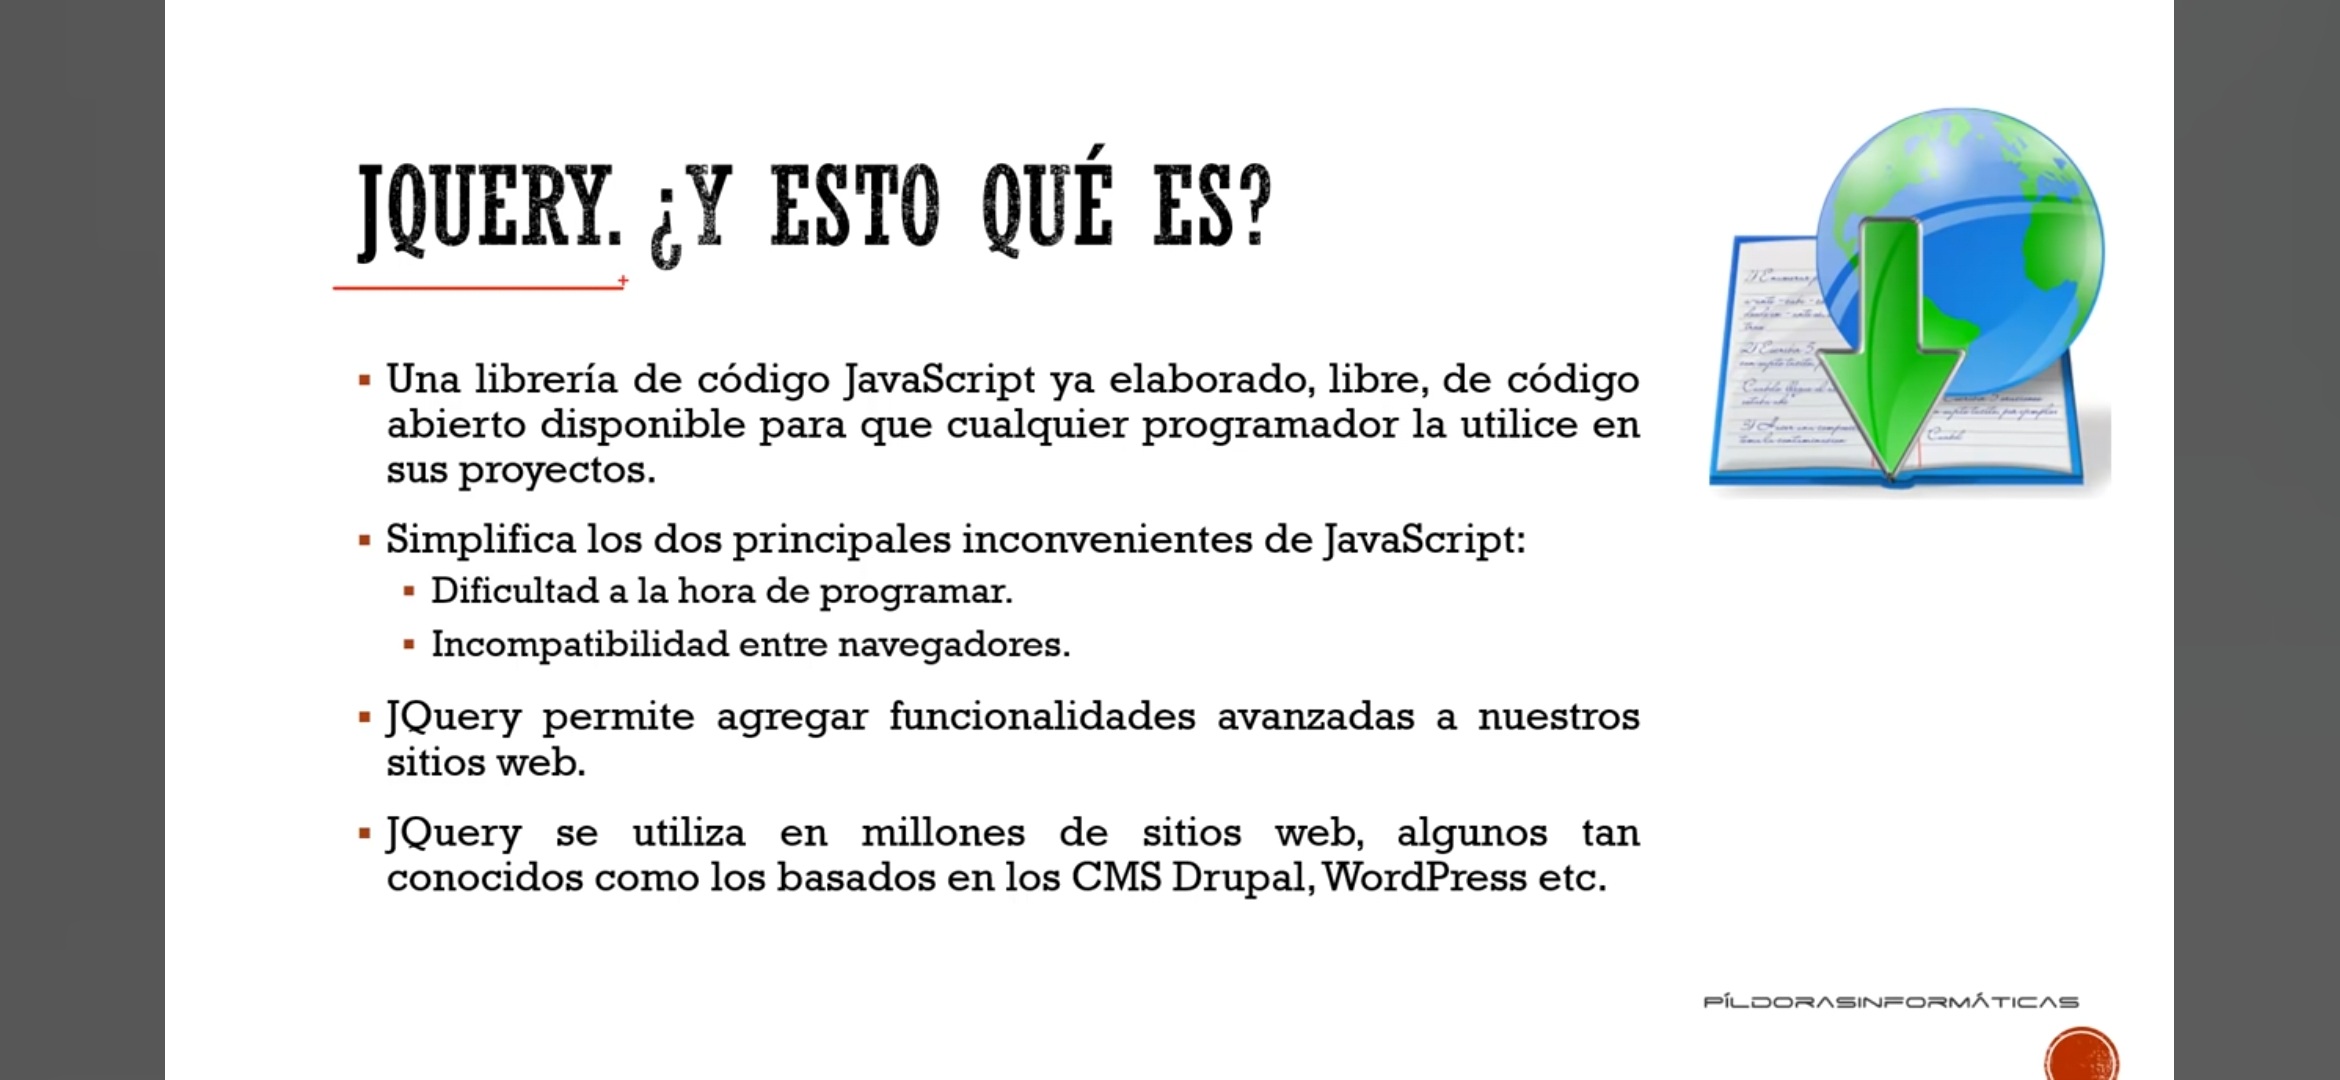 JQUERY. ¿Y ESTO QUÉ ES?
▪ Una librería de código JavaScript ya elaborado, libre, de código
abierto disponible para que cualquier programador la utilice en
sus proyectos.
▪ Simplifica los dos principales inconvenientes de JavaScript:
▪ Dificultad a la hora de programar.
▪ Incompatibilidad entre navegadores.
▪ JQuery permite agregar funcionalidades avanzadas a nuestros
sitios web.
▪ JQuery se utiliza en millones de sitios web, algunos tan
conocidos como los basados en los CMS Drupal, WordPress etc.
PÍLDORASINFORMÁTICAS